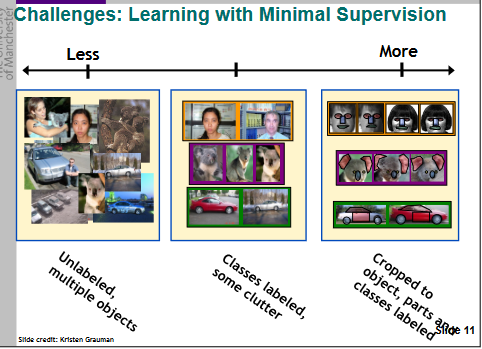 of Manchester
Challenges: Learning with Minimal Supervision
Less
More
Unlabeled,
multiple objects
Classes labeled,
some clutter
Cropped to
object, parts and
classes labeled
Slide 11
Slide credit: Kristen Grauman